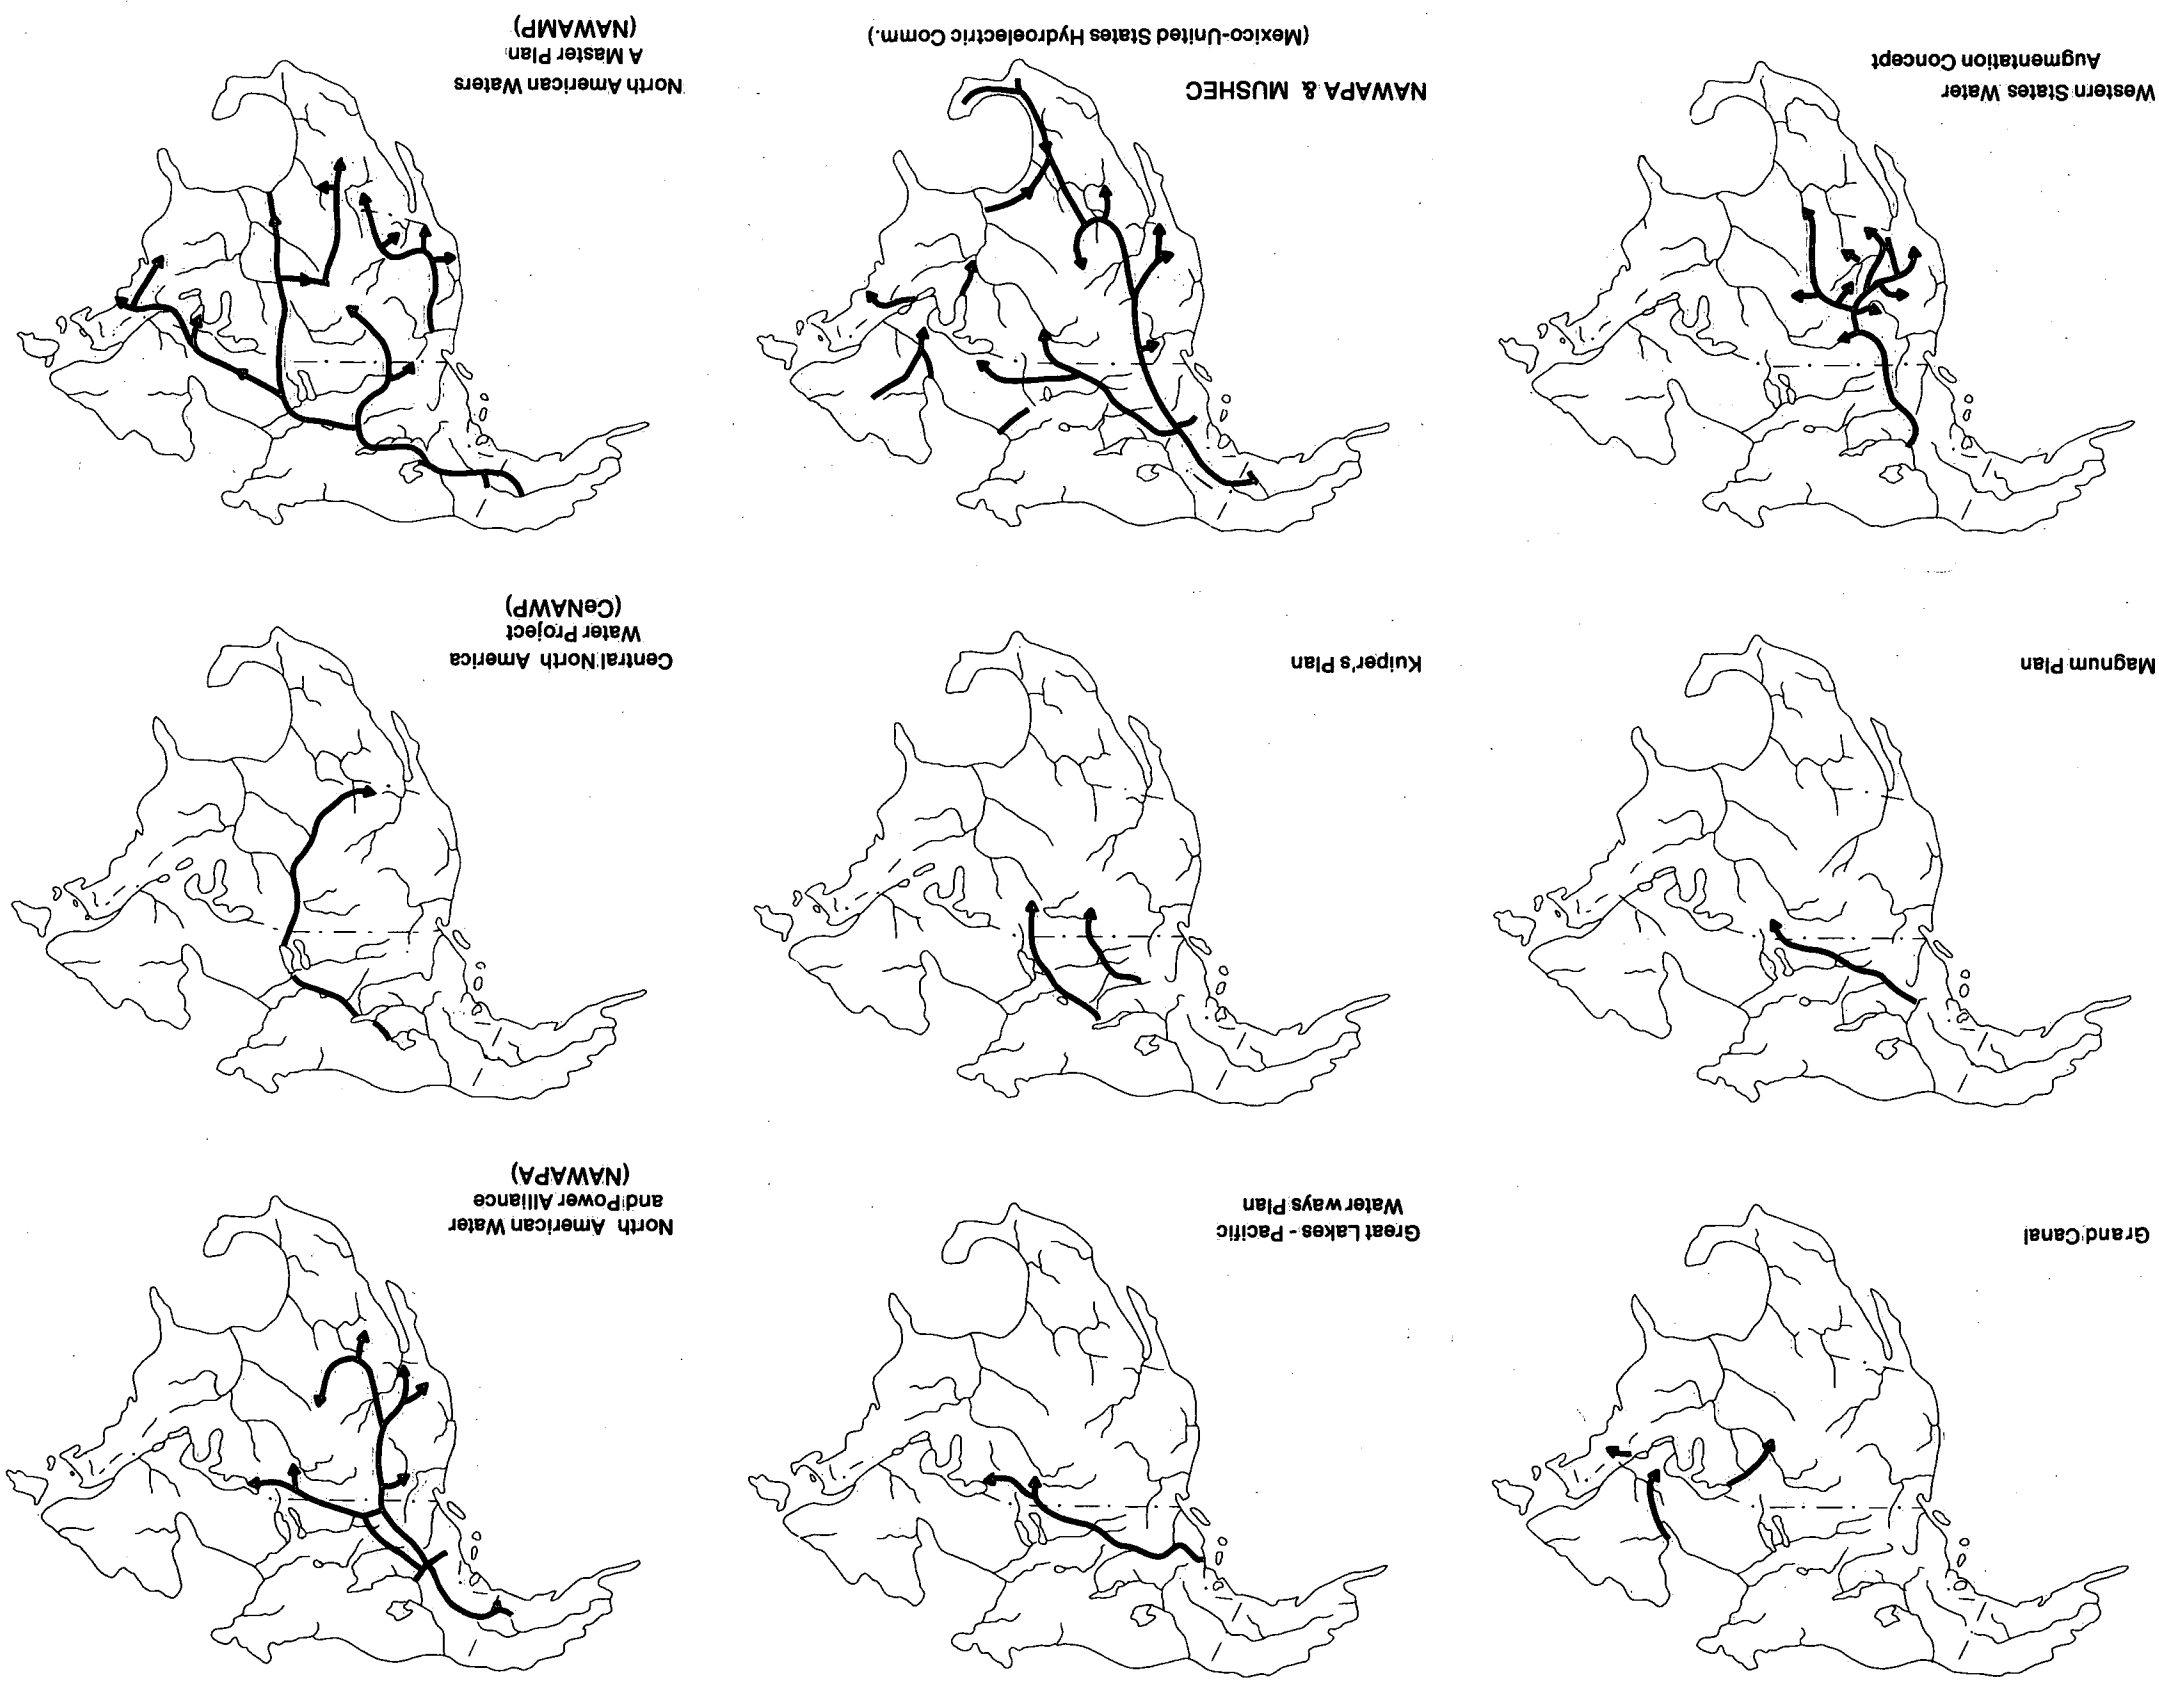 Grand Canal
Great Lakes - Pacific
Water ways Plan
North American Water
and Power Alliance
(NAWAPA)
Magnum Plan
Kuiper's Plan
Central North America
Water Project
(CeNAWP)
Western States Water
Augmentation Concept
NAWAPA & MUSHEC
(Mexico-United States Hydroelectric Comm.)
North American Waters
A Master Plan
(NAWAMP)